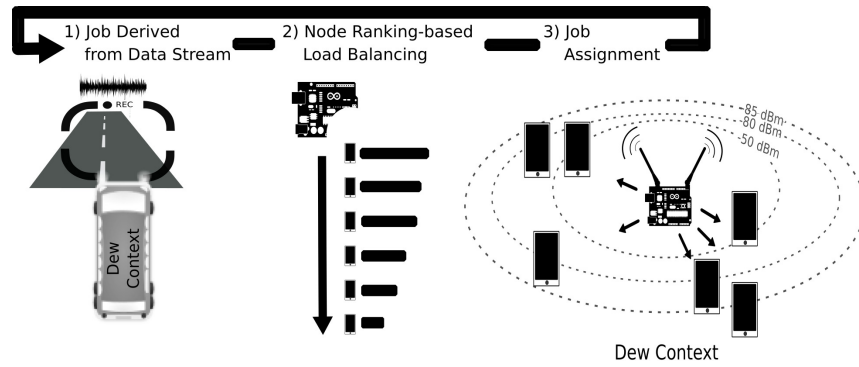 1) Job Derived
from Data Stream
2) Node Ranking-based
Load Balancing
3) Job
Assignment
REC
Dew
Context
-85 dBm
-80 dBm
-50 dBm
Dew Context